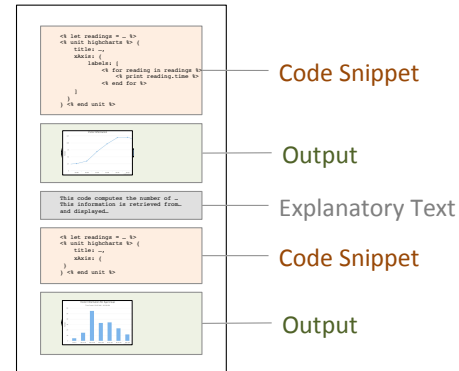 <% let readings = … %>
<% unit highcharts %> {
title: …,
xAxis: {
labels: [
<% for reading in readings %>
<% print reading.time %>
<% end for %>
]
}
} <% end unit %>
Code Snippet
Output
This code computes the number of …
This information is retrieved from…
and displayed…
Explanatory Text
<% let readings = … %>
<% unit highcharts %> {
title: …,
xAxis: {
}
} <% end unit %>
Code Snippet
Output